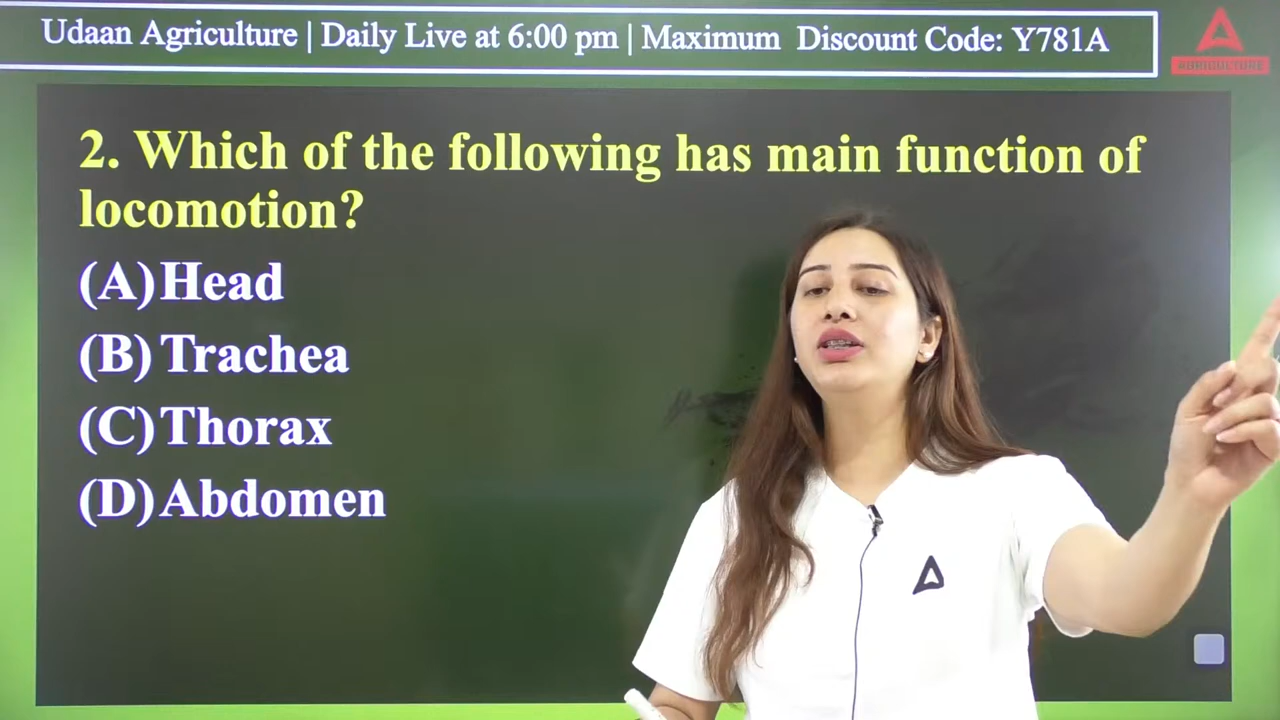 Udaan Agriculture | Daily Live at 6:00 pm | Maximum Discount Code: Y781A
AGRICULTURE
2. Which of the following has main function of
locomotion?
(A) Head
(B) Trachea
(C) Thorax
(D) Abdomen